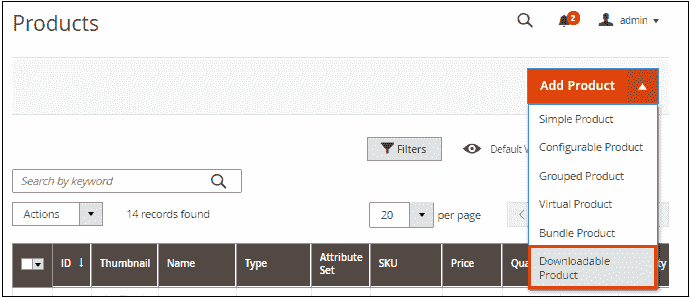 Products
2
admin
Add Product
Simple Product
Configurable Product
Grouped Product
Virtual Product
Bundle Product
Downloadable
Product
Filters
Default V
Search by keyword
Actions
14 records found
20
per page
ID
Thumbnail
Name
Type
Attribute
Set
SKU
Price
Qua